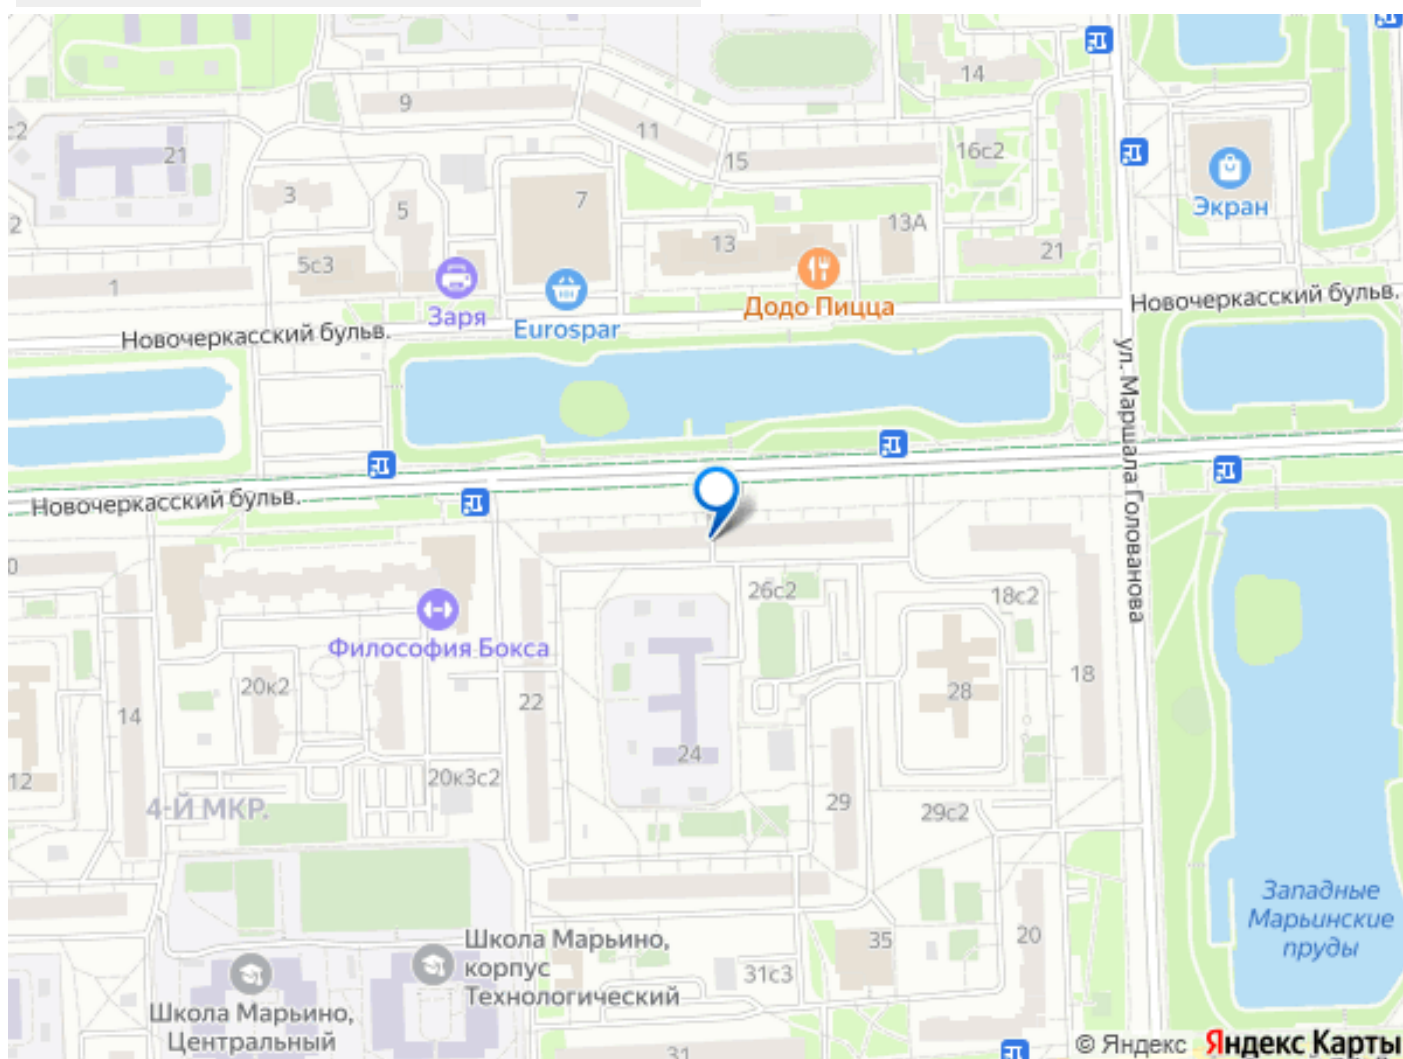 14
9
11
с2
21
15
16с2
3
5
7
Экран
2
13
13А
21
5с3
1
Заря
Eurospar
Додо Пицца
Новочеркасский бульв.
Новочеркасский бульв.
ул. Маршала Голованова
Новочеркасский бульв.
0
26с2
18с2
Философия Бокса
20к2
22
28
18
14
24
12
20к3с2
29
29с2
4-Й МКР.
Западные
Марьинские
пруды
Школа Марьино,
корпус
Технологический
35
20
31с3
Школа Марьино,
Центральный
31
© Яндекс Яндекс Карты